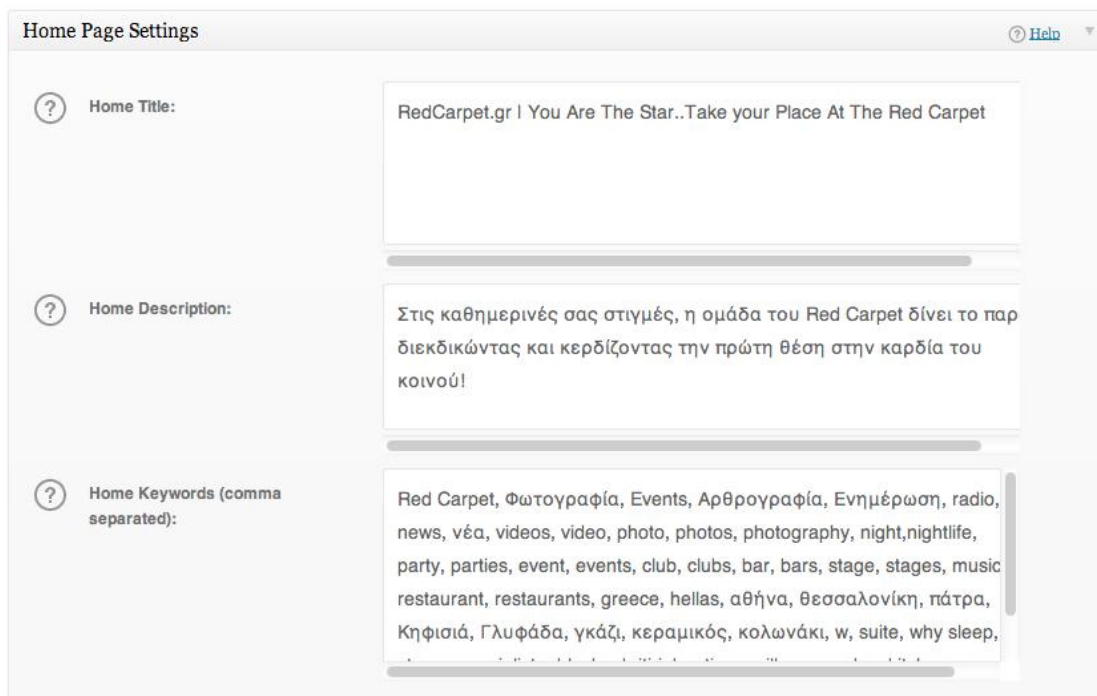 Home Page Settings
Help
Home Title:
RedCarpet.gr | You Are The Star..Take your Place At The Red Carpet
Home Description:
Στις καθημερινές σας στιγμές, η ομάδα του Red Carpet δίνει το παρ
διεκδικώντας και κερδίζοντας την πρώτη θέση στην καρδία του
κοινού!
Home Keywords (comma
separated):
Red Carpet, Φωτογραφία, Events, Αρθρογραφία, Ενημέρωση, radio,
news, νέα, videos, video, photo, photos, photography, night,nightlife,
party, parties, event, events, club, clubs, bar, bars, stage, stages, music
restaurant, restaurants, greece, hellas, αθήνα, θεσσαλονίκη, πάτρα,
Κηφισιά, Γλυφάδα, γκάζι, κεραμικός, κολωνάκι, w, suite, why sleep,